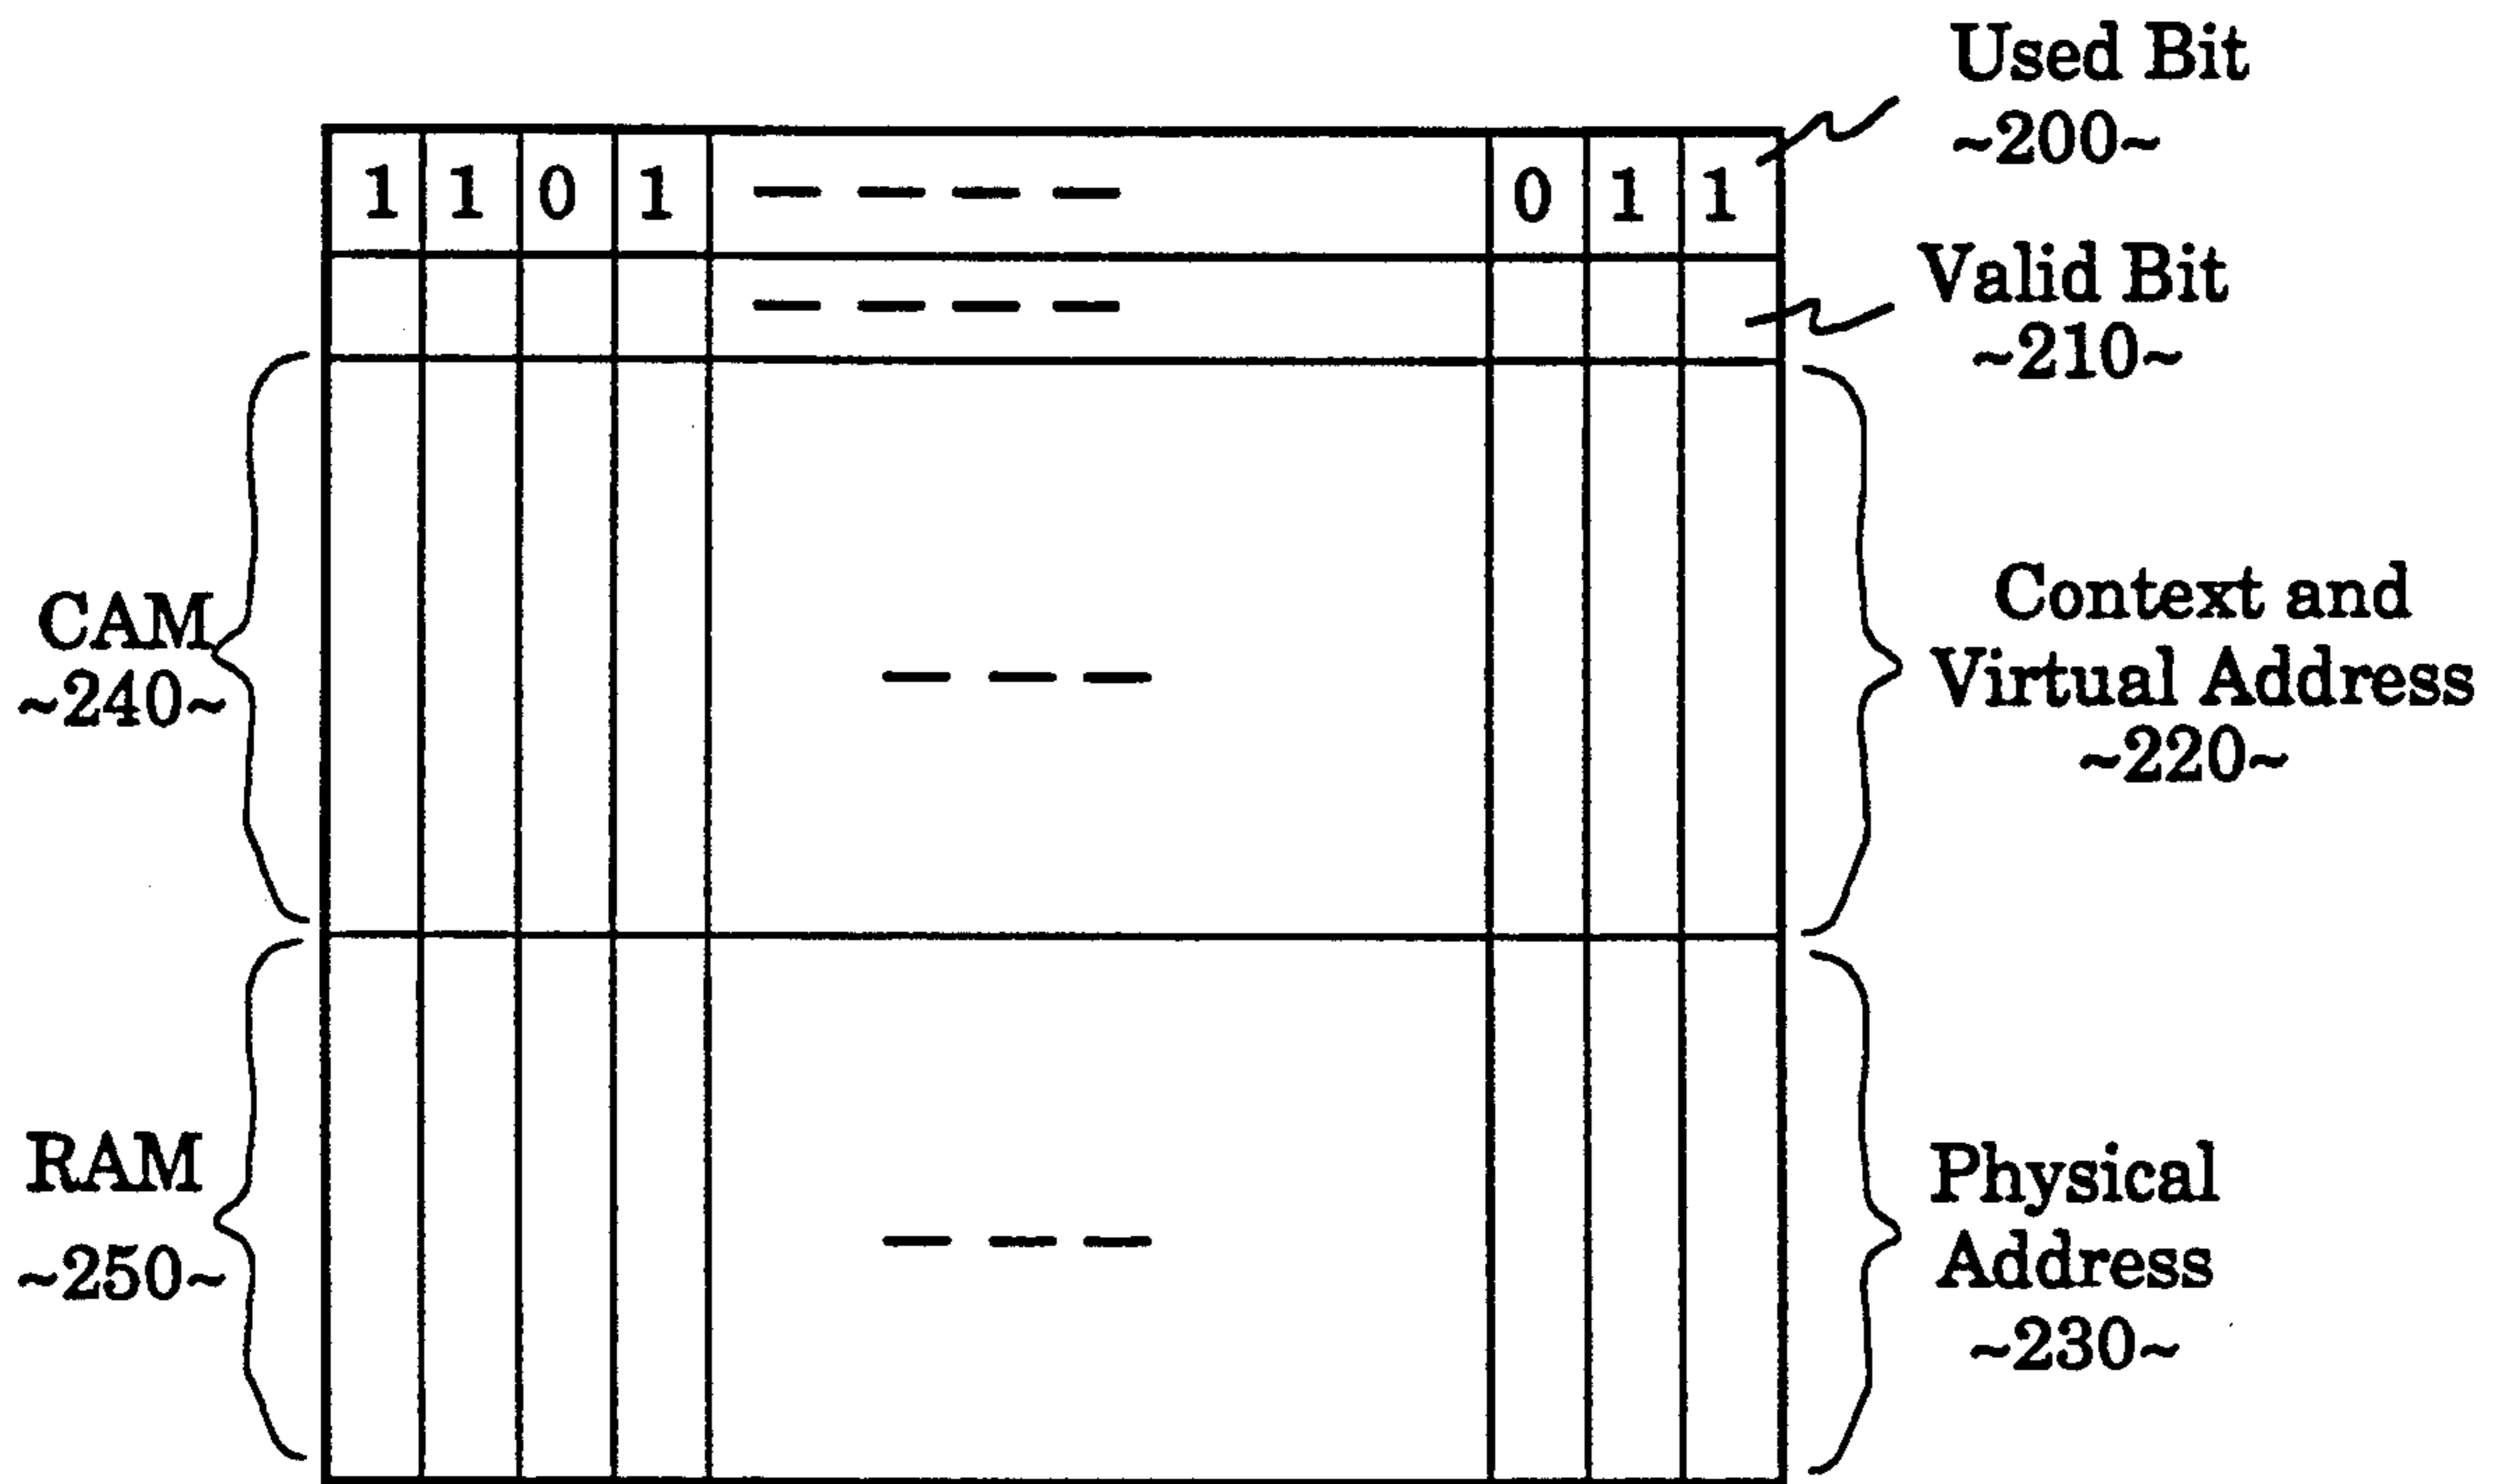 Used Bit
~200~
1 1 0 1 — — — — 0 1 1
Valid Bit
~210~
— — — —
CAM
~240~
Context and
Virtual Address
~220~
— — —
RAM
~250~
Physical
Address
~230~
— — —